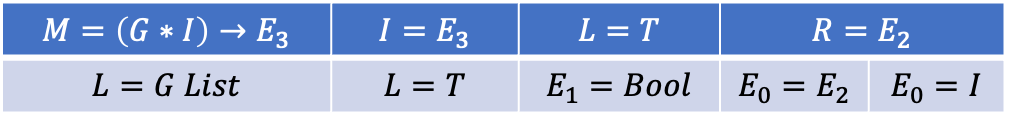 M = (G * I) → E₃ I = E₃ L = T R = E₂
L = G List L = T E₁ = Bool E₀ = E₂ E₀ = I